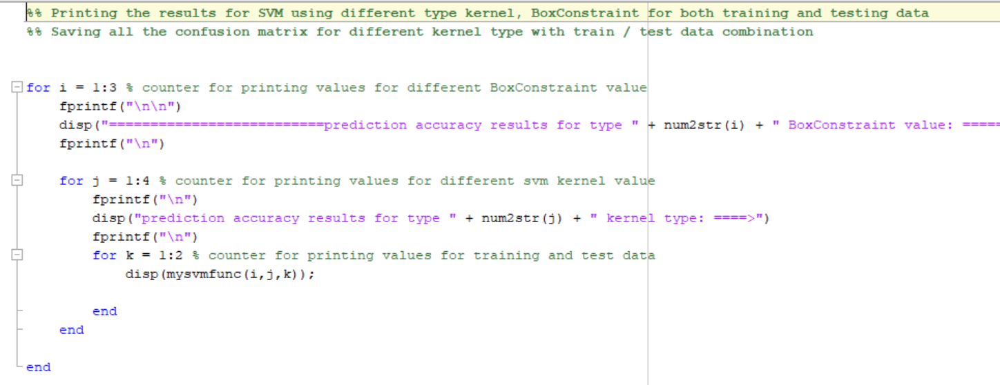 %% Printing the results for SVM using different type kernel, BoxConstraint for both training and testing data
%% Saving all the confusion matrix for different kernel type with train / test data combination
for i = 1:3 % counter for printing values for different BoxConstraint value
fprintf("\n\n")
disp("==========================prediction accuracy results for type " + num2str(i) + " BoxConstraint value: =====
fprintf("\n")
for j = 1:4 % counter for printing values for different svm kernel value
fprintf("\n")
disp("prediction accuracy results for type " + num2str(j) + " kernel type: ====>")
fprintf("\n")
for k = 1:2 % counter for printing values for training and test data
disp(mysvmfunc(i,j,k));
end
end
end